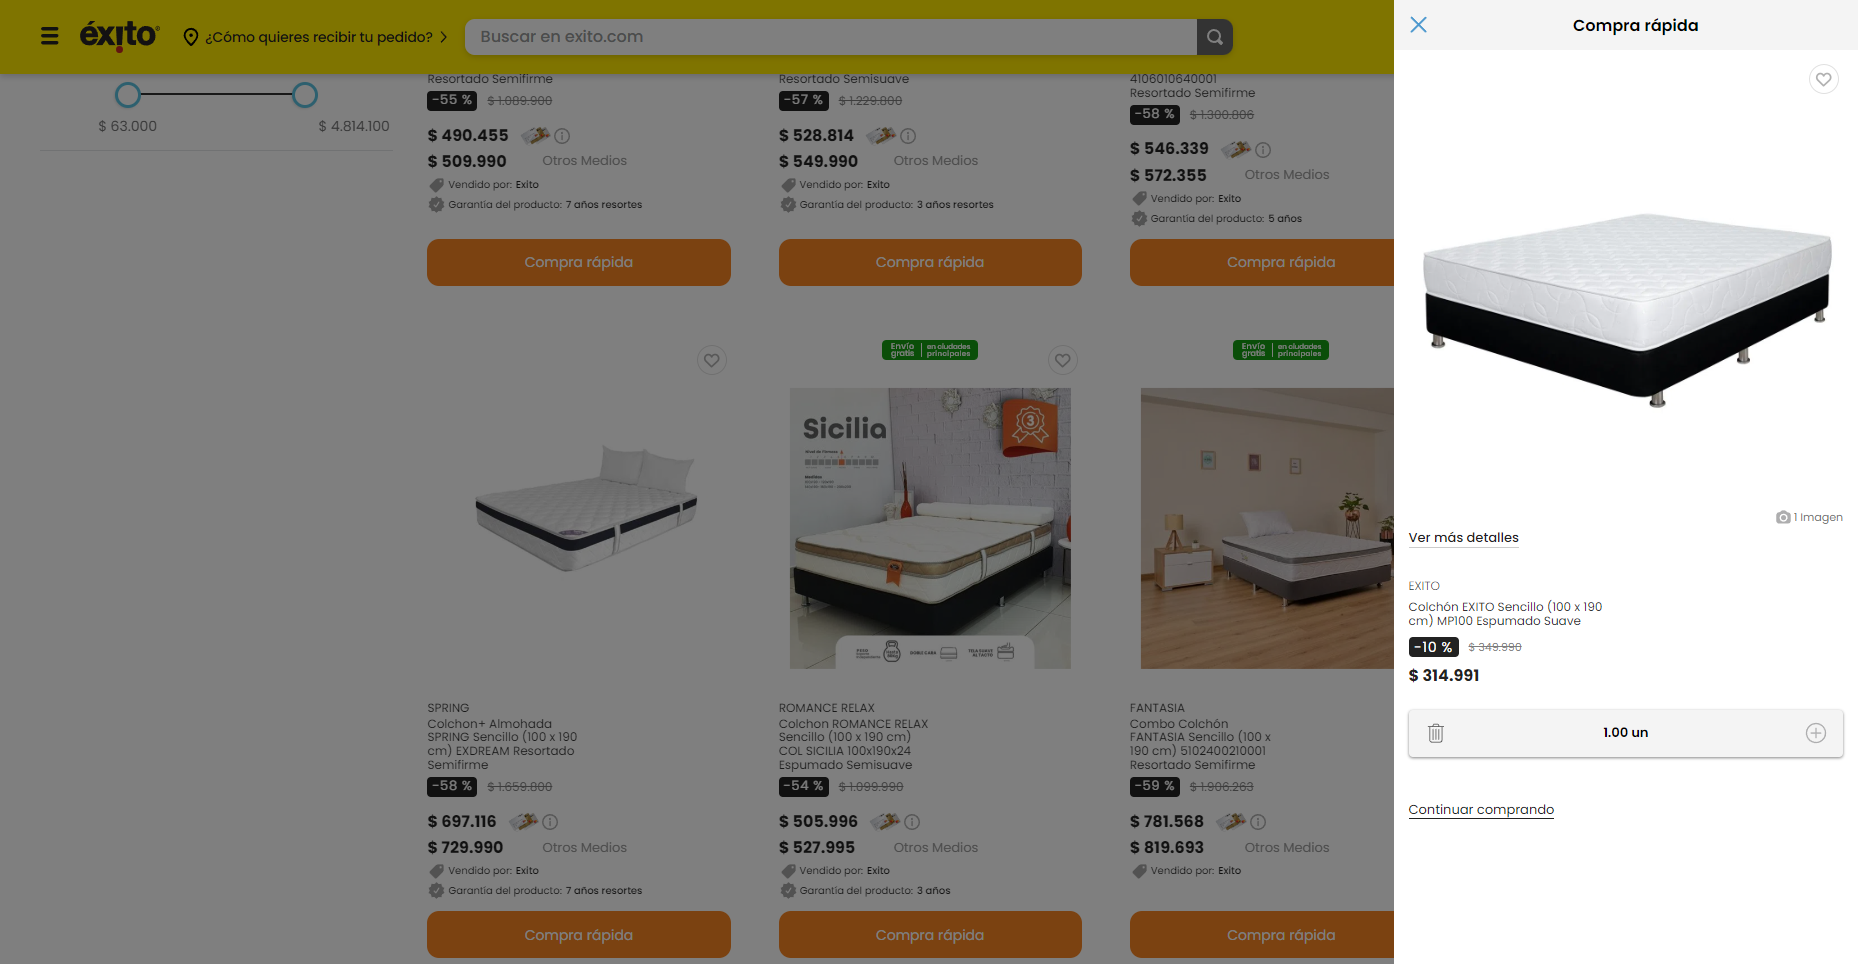 éxito
¿Cómo quieres recibir tu pedido?
Buscar en exito.com
$ 63.000
$ 4.814.100
Resortado Semifirme
-55 %
$ 1.089.900
$ 490.455
$ 509.990
Otros Medios
Vendido por: Exito
Garantía del producto: 7 años resortes
Compra rápida
Resortado Semisuave
-57 %
$ 1.229.800
$ 528.814
$ 549.990
Otros Medios
Vendido por: Exito
Garantía del producto: 3 años resortes
Compra rápida
4106010640001
Resortado Semifirme
-58 %
$ 1.300.806
$ 546.339
$ 572.355
Otros Medios
Vendido por: Exito
Garantía del producto: 5 años
Compra rápida
SPRING
Colchon+ Almohada
SPRING Sencillo (100 x 190
cm) EXDREAM Resortado
Semifirme
-58 %
$ 1.659.800
$ 697.116
$ 729.990
Otros Medios
Vendido por: Exito
Garantía del producto: 7 años resortes
Compra rápida
Envío gratis
en ciudades principales
Sicilia
3
DOBLE CARA
TELA SUAVE AL TACTO
ROMANCE RELAX
Colchon ROMANCE RELAX
Sencillo (100 x 190 cm)
COL SICILIA 100x190x24
Espumado Semisuave
-54 %
$ 1.099.990
$ 505.996
$ 527.995
Otros Medios
Vendido por: Exito
Garantía del producto: 3 años
Compra rápida
Envío gratis
en ciudades principales
FANTASIA
Combo Colchón
FANTASIA Sencillo (100 x
190 cm) 5102400210001
Resortado Semifirme
-59 %
$ 1.906.263
$ 781.568
$ 819.693
Otros Medios
Vendido por: Exito
Compra rápida
Compra rápida
1 Imagen
Ver más detalles
EXITO
Colchón EXITO Sencillo (100 x 190
cm) MP100 Espumado Suave
-10 %
$ 349.990
$ 314.991
1.00 un
Continuar comprando